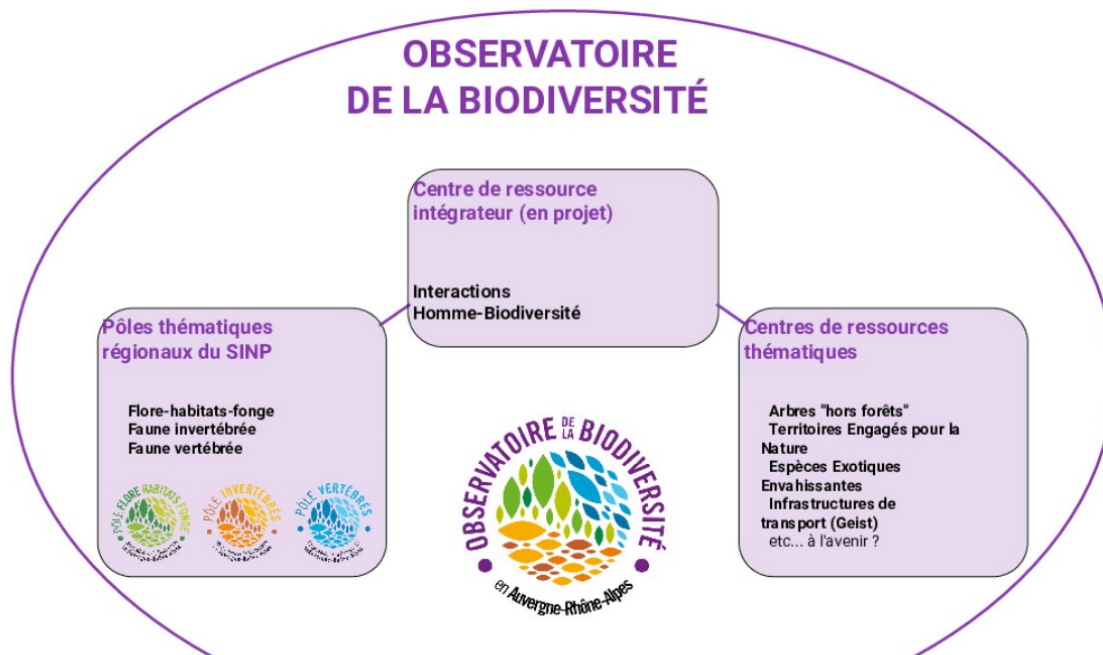 OBSERVATOIRE
DE LA BIODIVERSITÉ
Centre de ressource
intégrateur (en projet)
Interactions
Homme-Biodiversité
Pôles thématiques
régionaux du SINP
Flore-habitats-fonge
Faune invertébrée
Faune vertébrée
PÔLE FLORE HABITATS FONGE
PÔLE INVERTÉBRÉS
PÔLE VERTÉBRÉS
Centres de ressources
thématiques
Arbres "hors forêts"
Territoires Engagés pour la
Nature
Espèces Exotiques
Envahissantes
Infrastructures de
transport (Geist)
etc... à l'avenir ?
OBSERVATOIRE DE LA BIODIVERSITÉ
en Auvergne-Rhône-Alpes